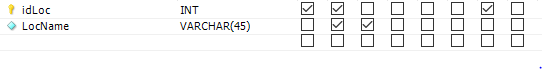 idLoc INT
LocName VARCHAR(45)